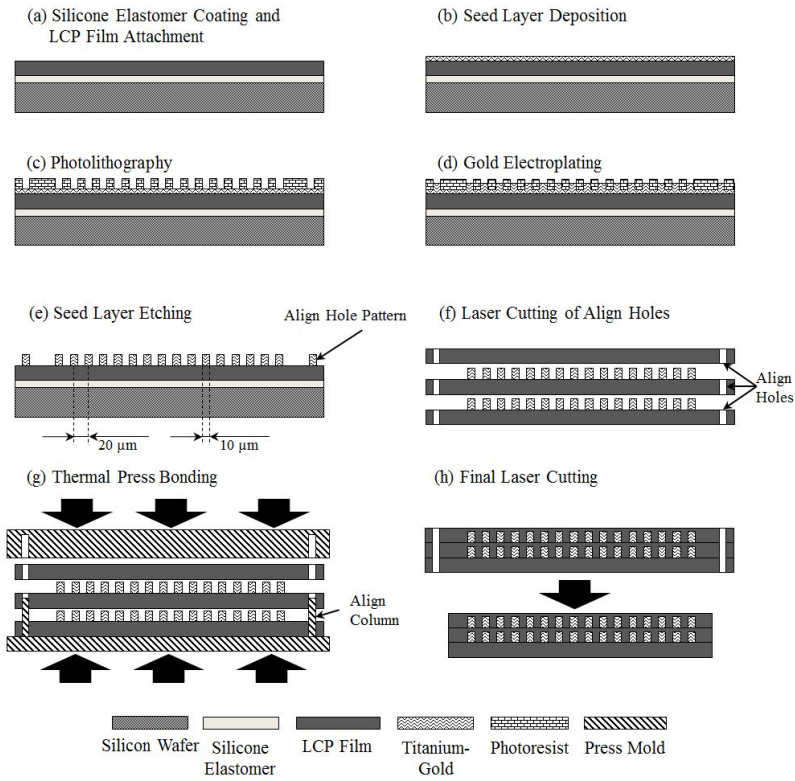 (a) Silicone Elastomer Coating and
LCP Film Attachment
(b) Seed Layer Deposition
(c) Photolithography
(d) Gold Electroplating
(e) Seed Layer Etching
Align Hole Pattern
20 µm
10 µm
(f) Laser Cutting of Align Holes
Align
Holes
(g) Thermal Press Bonding
Align
Column
(h) Final Laser Cutting
Silicon Wafer
Silicone
Elastomer
LCP Film
Titanium-
Gold
Photoresist
Press Mold